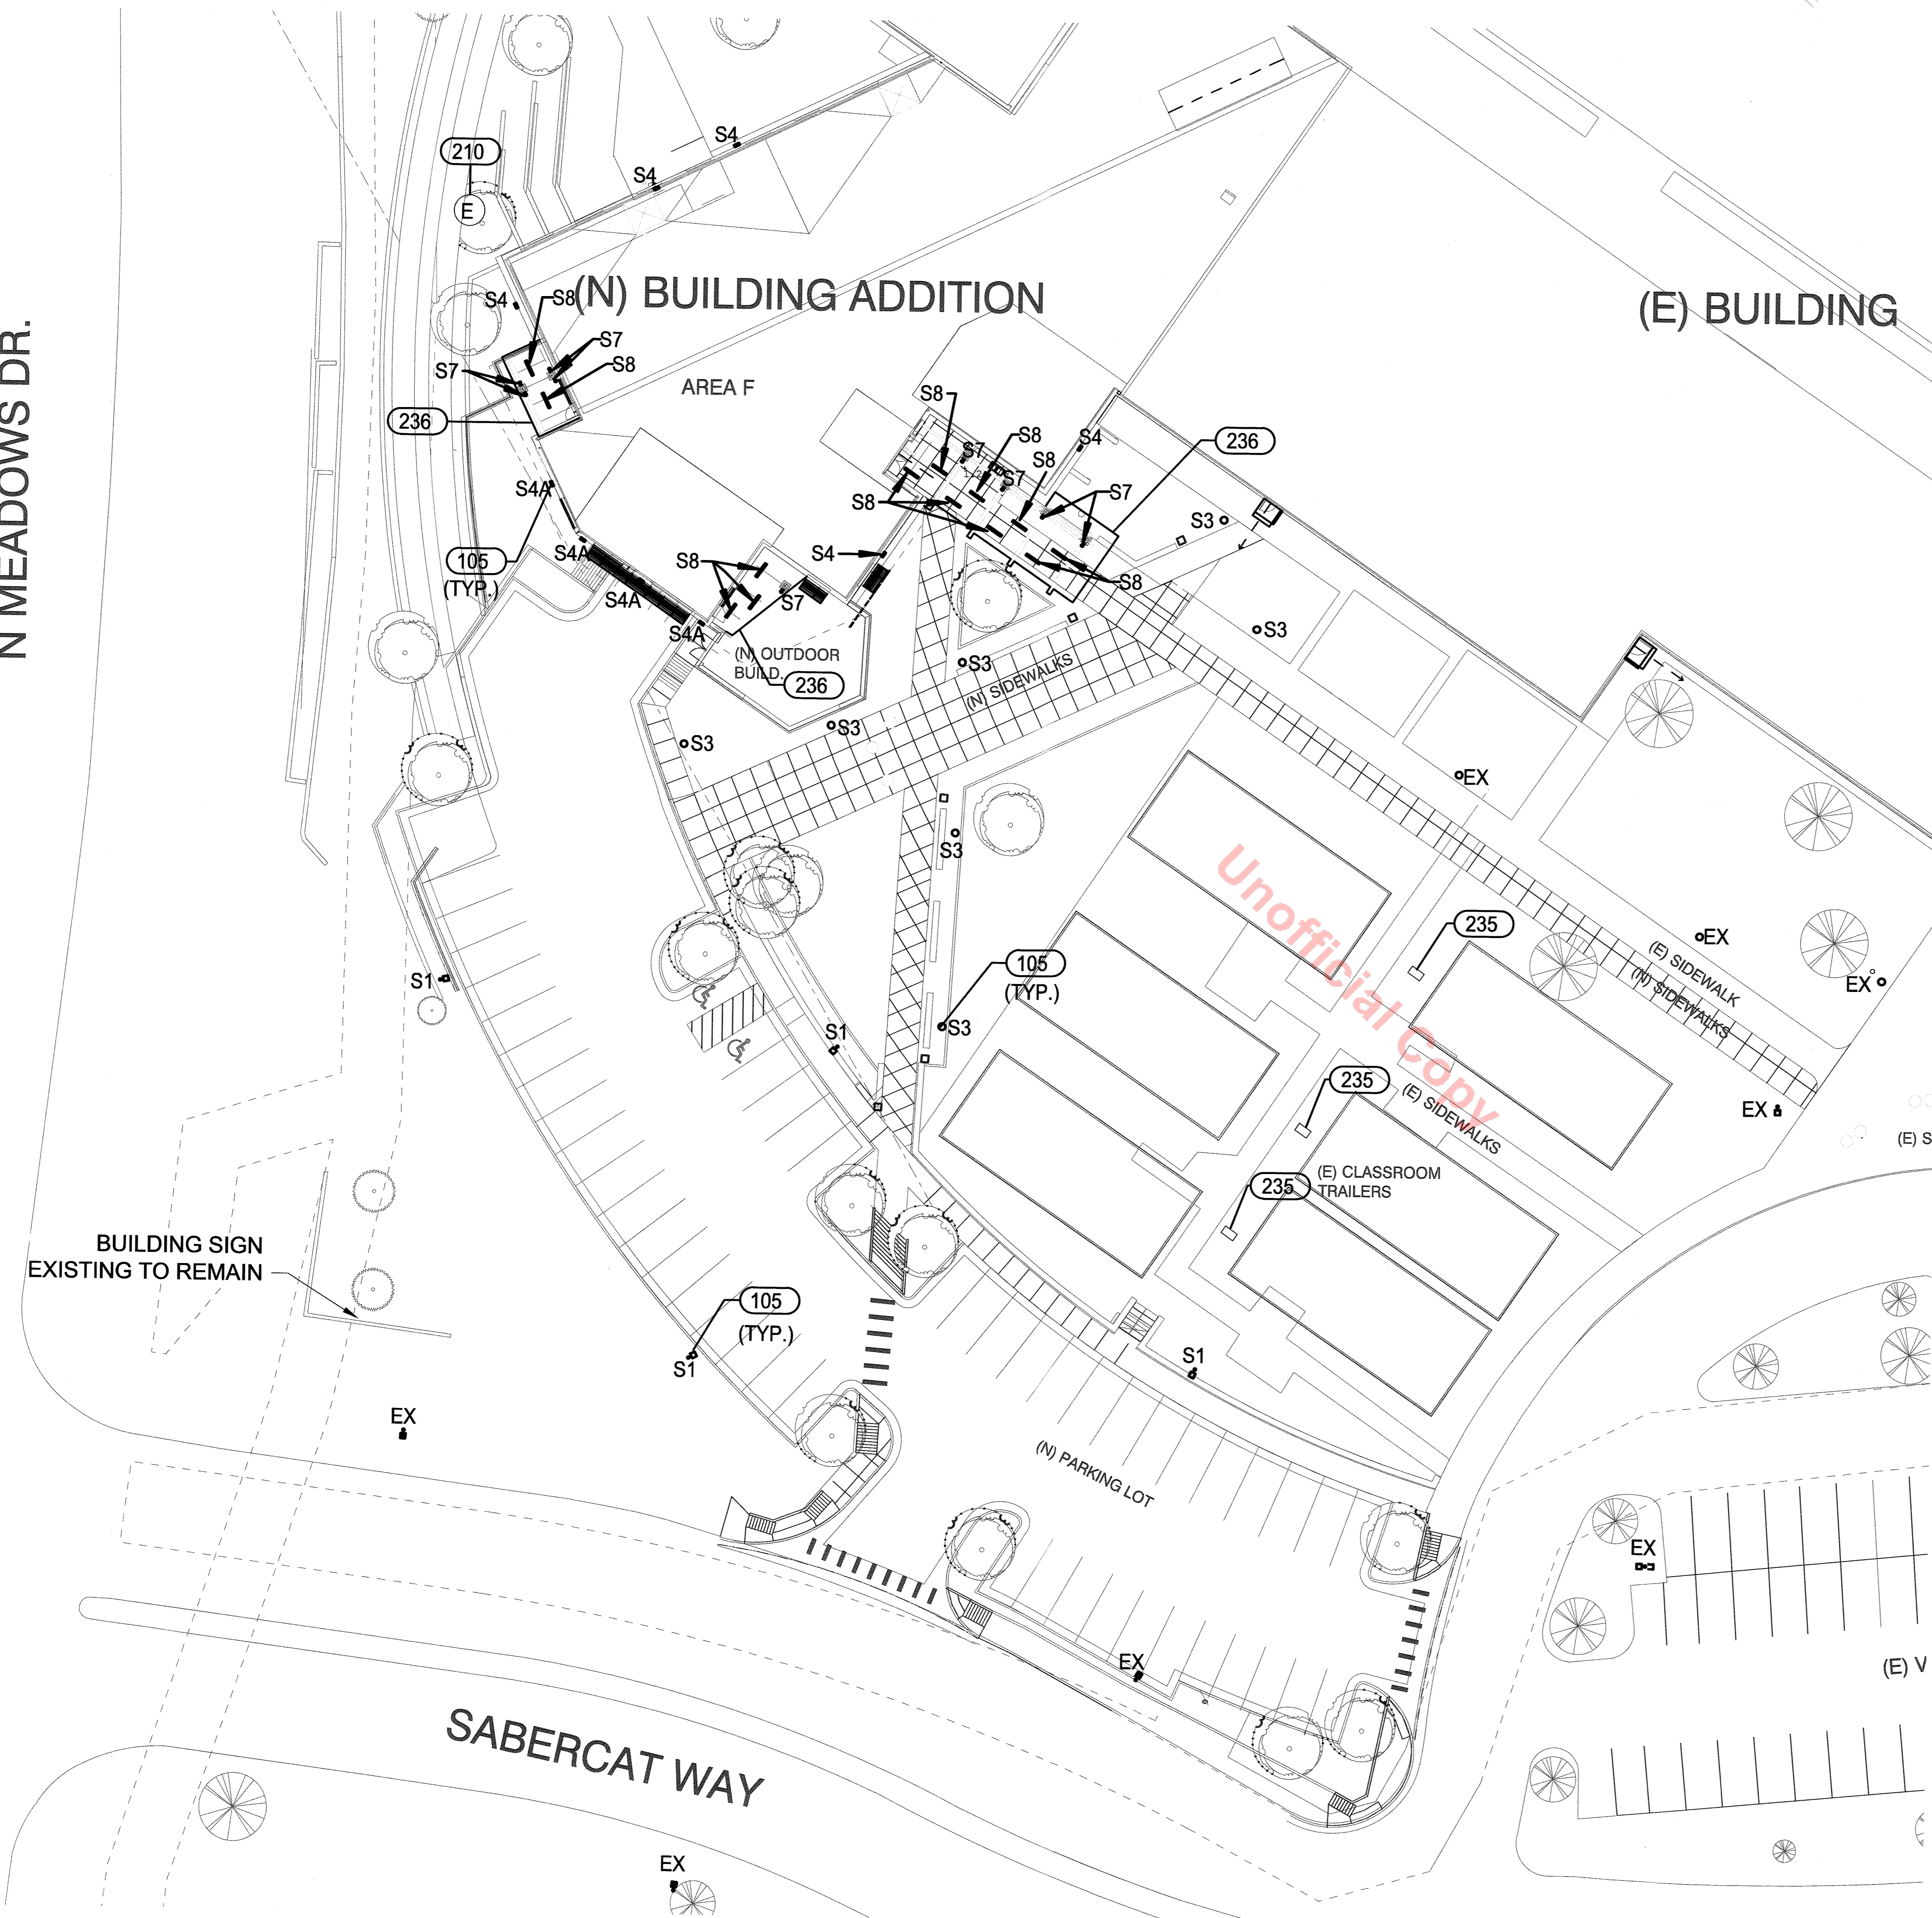 S4
210
S4
E
S4
S8
(N) BUILDING ADDITION
(E) BUILDING
N MEADOWS DR.
S7
S7
S8
AREA F
236
S8
S7
S8
S4
236
S8
S7
S4A
S8
S7
S3
105
(TYP.)
S4A
S8
S4
S8
S4A
S7
S4A
S3
(N) OUTDOOR
BUILD.
236
S3
(N) SIDEWALKS
S3
S3
EX
S3
Unofficial Copy
235
EX
(E) SIDEWALK
(N) SIDEWALKS
EX
S1
105
(TYP.)
S3
S1
235
(E) SIDEWALKS
EX
(E) S
235
(E) CLASSROOM
TRAILERS
BUILDING SIGN
EXISTING TO REMAIN
105
(TYP.)
S1
S1
EX
(N) PARKING LOT
EX
EX
(E) V
SABERCAT WAY
EX